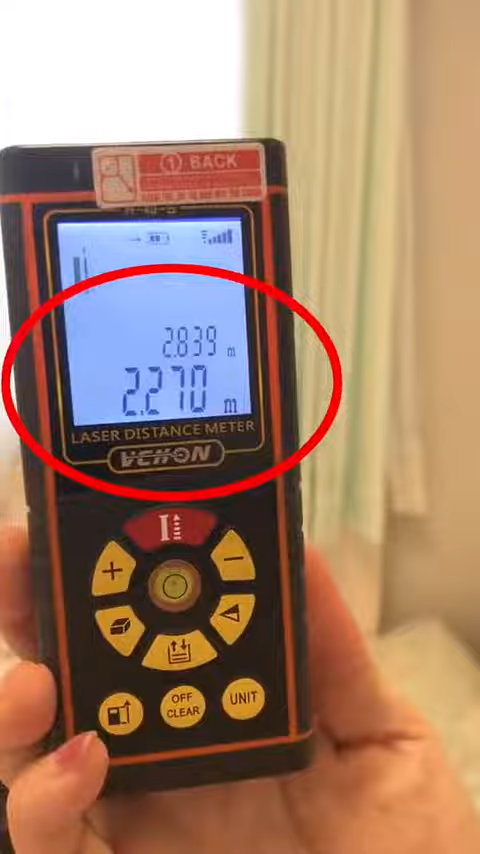 ① BACK
2.839 m
2.270 m
LASER DISTANCE METER
VCHON
+
−
OFF
CLEAR
UNIT